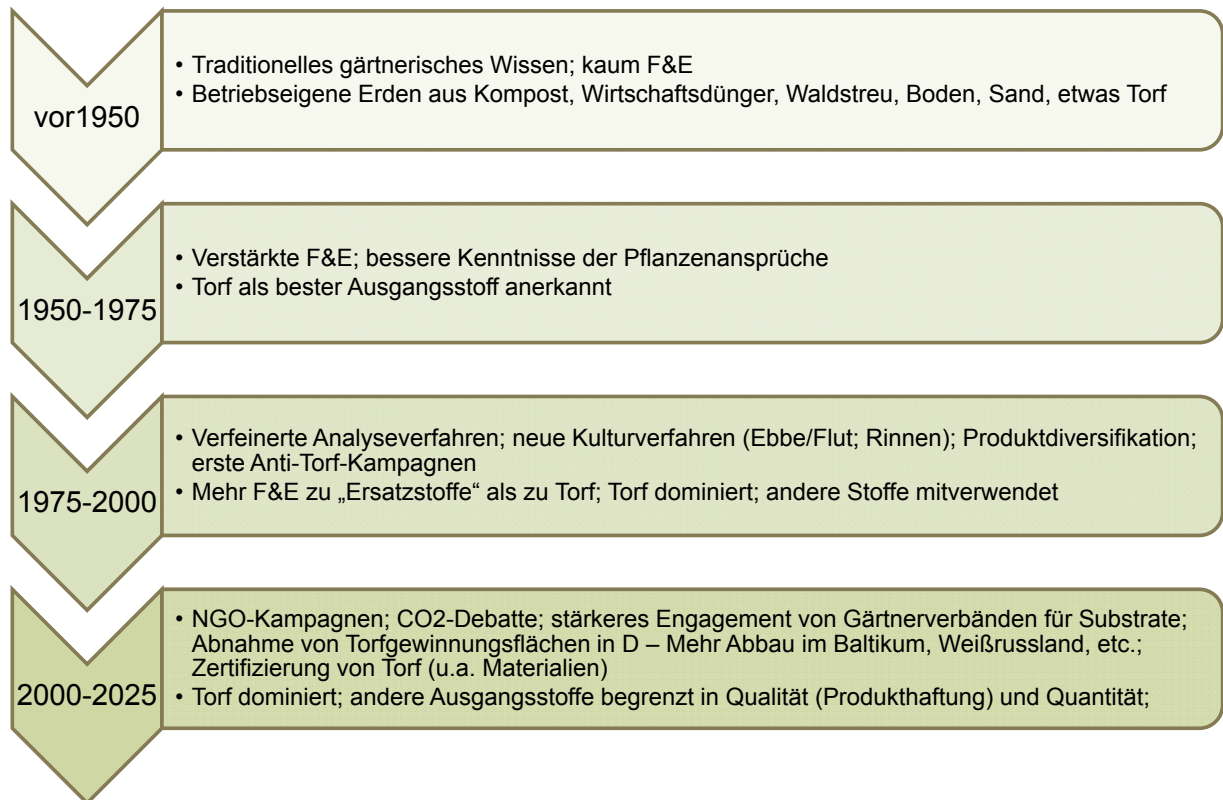 vor1950
• Traditionelles gärtnerisches Wissen; kaum F&E
• Betriebseigene Erden aus Kompost, Wirtschaftsdünger, Waldstreu, Boden, Sand, etwas Torf
1950-1975
• Verstärkte F&E; bessere Kenntnisse der Pflanzenansprüche
• Torf als bester Ausgangsstoff anerkannt
1975-2000
• Verfeinerte Analyseverfahren; neue Kulturverfahren (Ebbe/Flut; Rinnen); Produktdiversifikation;
erste Anti-Torf-Kampagnen
• Mehr F&E zu „Ersatzstoffe“ als zu Torf; Torf dominiert; andere Stoffe mitverwendet
2000-2025
• NGO-Kampagnen; CO2-Debatte; stärkeres Engagement von Gärtnerverbänden für Substrate;
Abnahme von Torfgewinnungsflächen in D – Mehr Abbau im Baltikum, Weißrussland, etc.;
Zertifizierung von Torf (u.a. Materialien)
• Torf dominiert; andere Ausgangsstoffe begrenzt in Qualität (Produkthaftung) und Quantität;